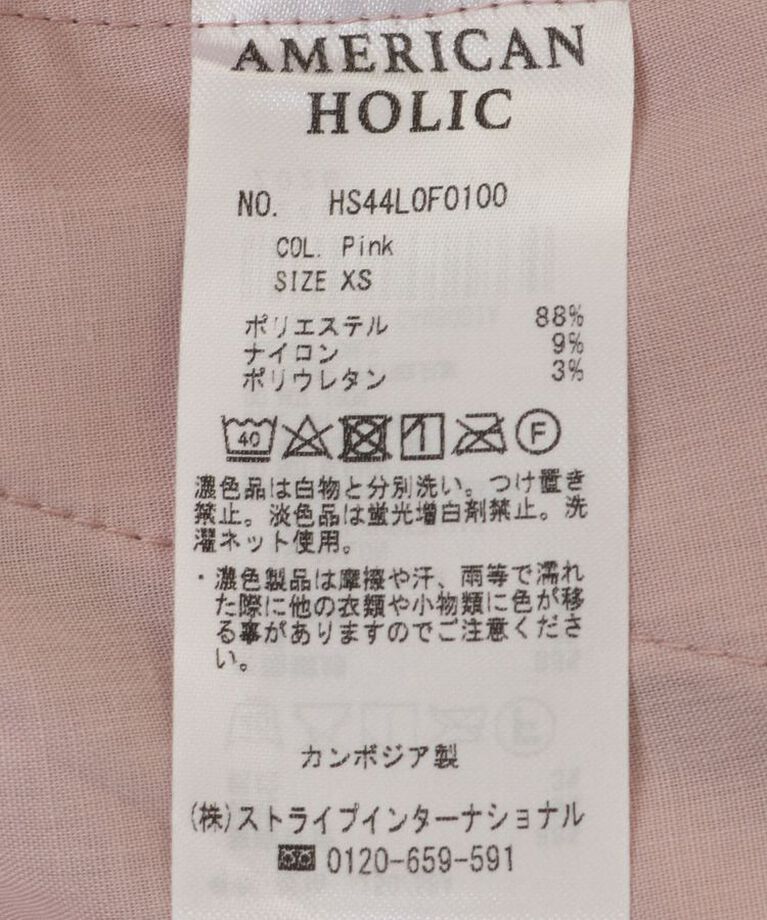 AMERICAN
HOLIC
NO. HS44L0F0100
COL. Pink
SIZE XS
ポリエステル 88%
ナイロン 9%
ポリウレタン 3%
40 F
濃色品は白物と分別洗い。つけ置き
禁止。淡色品は蛍光増白剤禁止。洗
濯ネット使用。
・濃色製品は摩擦や汗、雨等で濡れ
た際に他の衣類や小物類に色が移
る事がありますのでご注意くださ
い。
カンボジア製
(株)ストライプインターナショナル
0120-659-591